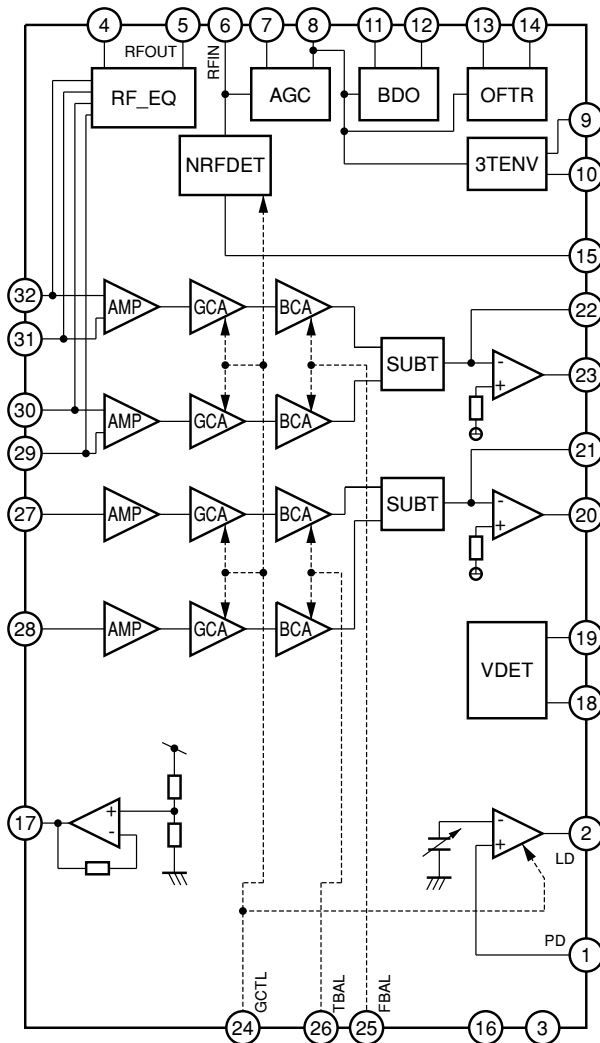 4 5 6 7 8 11 12 13 14
RFOUT
RFIN
RF_EQ
AGC
BDO
OFTR
9
NRFDET
3TENV
10
15
32
AMP GCA BCA
22
31
SUBT
-
+
23
30
AMP GCA BCA
29
21
27
AMP GCA BCA
SUBT
-
+
20
28
AMP GCA BCA
19
VDET
18
17
+
-
-
+
2
LD
PD
1
GCTL
TBAL
FBAL
24 26 25 16 3